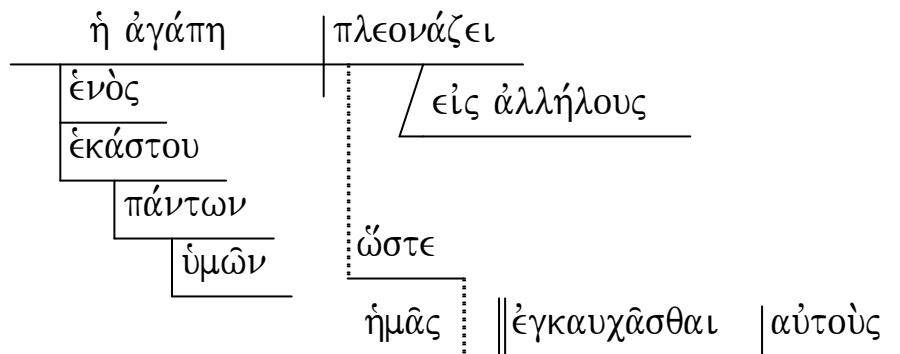 ἡ ἀγάπη πλεονάζει
ἑνὸς εἰς ἀλλήλους
ἑκάστου
πάντων
ὑμῶν ὥστε
ἡμᾶς ἐγκαυχᾶσθαι αὐτοὺς